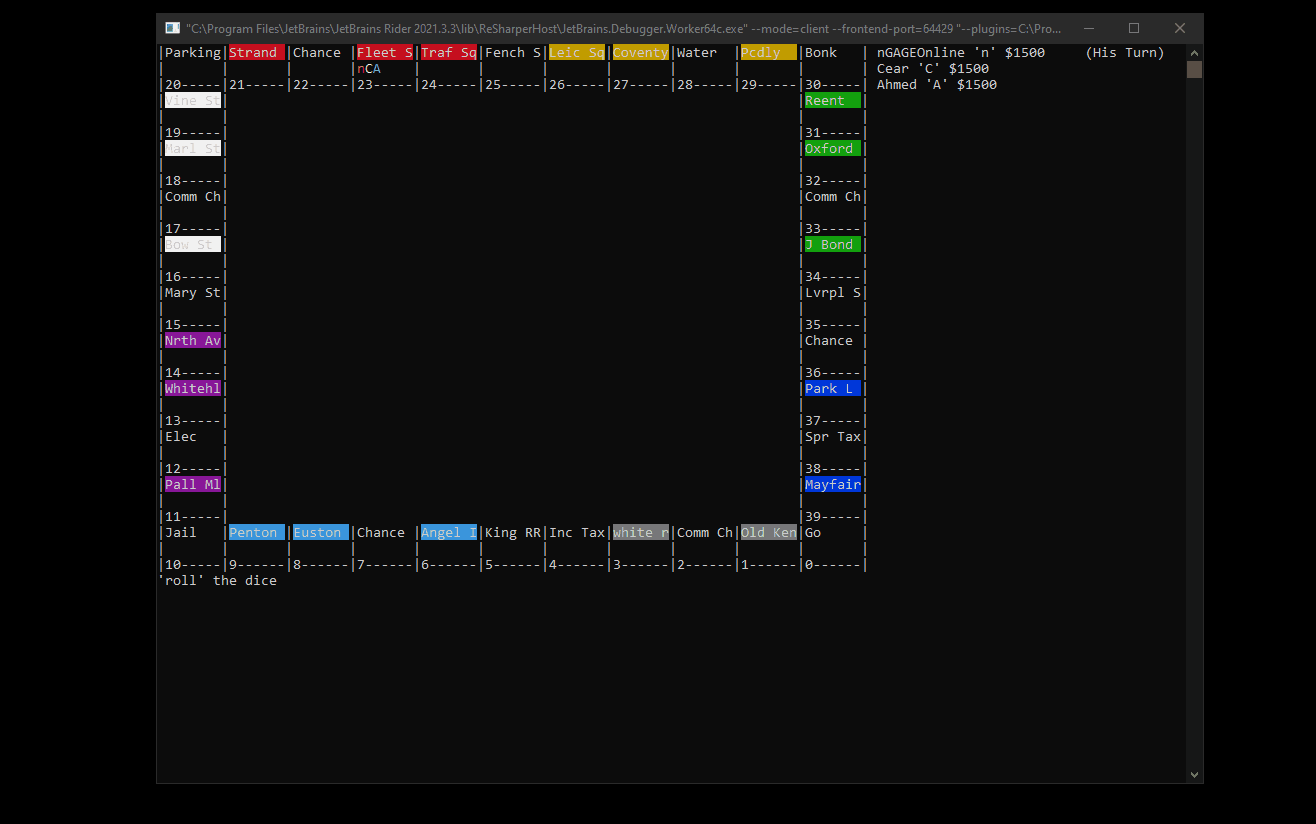 "C:\Program Files\JetBrains\JetBrains Rider 2021.3.3\lib\ReSharperHost\JetBrains.Debugger.Worker64c.exe" --mode=client --frontend-port=64429 "--plugins=C:\Pro...
|Parking|Strand |Chance |Fleet S|Traf Sq|Fench S|Leic Sq|Coventy|Water  |Pcdly  |Bonk   | nGAGEOnline 'n' $1500     (His Turn)
|       |       |       |nCA    |       |       |       |       |       |       |       | Cear 'C' $1500
|20-----|21-----|22-----|23-----|24-----|25-----|26-----|27-----|28-----|29-----|30-----| Ahmed 'A' $1500
|Vine St|                                                                       |Reent  |
|       |                                                                       |       |
|19-----|                                                                       |31-----|
|Marl St|                                                                       |Oxford |
|       |                                                                       |       |
|18-----|                                                                       |32-----|
|Comm Ch|                                                                       |Comm Ch|
|       |                                                                       |       |
|17-----|                                                                       |33-----|
|Bow St |                                                                       |J Bond |
|       |                                                                       |       |
|16-----|                                                                       |34-----|
|Mary St|                                                                       |Lvrpl S|
|       |                                                                       |       |
|15-----|                                                                       |35-----|
|Nrth Av|                                                                       |Chance |
|       |                                                                       |       |
|14-----|                                                                       |36-----|
|Whitehl|                                                                       |Park L |
|       |                                                                       |       |
|13-----|                                                                       |37-----|
|Elec   |                                                                       |Spr Tax|
|       |                                                                       |       |
|12-----|                                                                       |38-----|
|Pall Ml|                                                                       |Mayfair|
|       |                                                                       |       |
|11-----|                                                                       |39-----|
|Jail   |Penton |Euston |Chance |Angel I|King RR|Inc Tax|White r|Comm Ch|Old Ken|Go     |
|       |       |       |       |       |       |       |       |       |       |       |
|10-----|9------|8------|7------|6------|5------|4------|3------|2------|1------|0------|
'roll' the dice